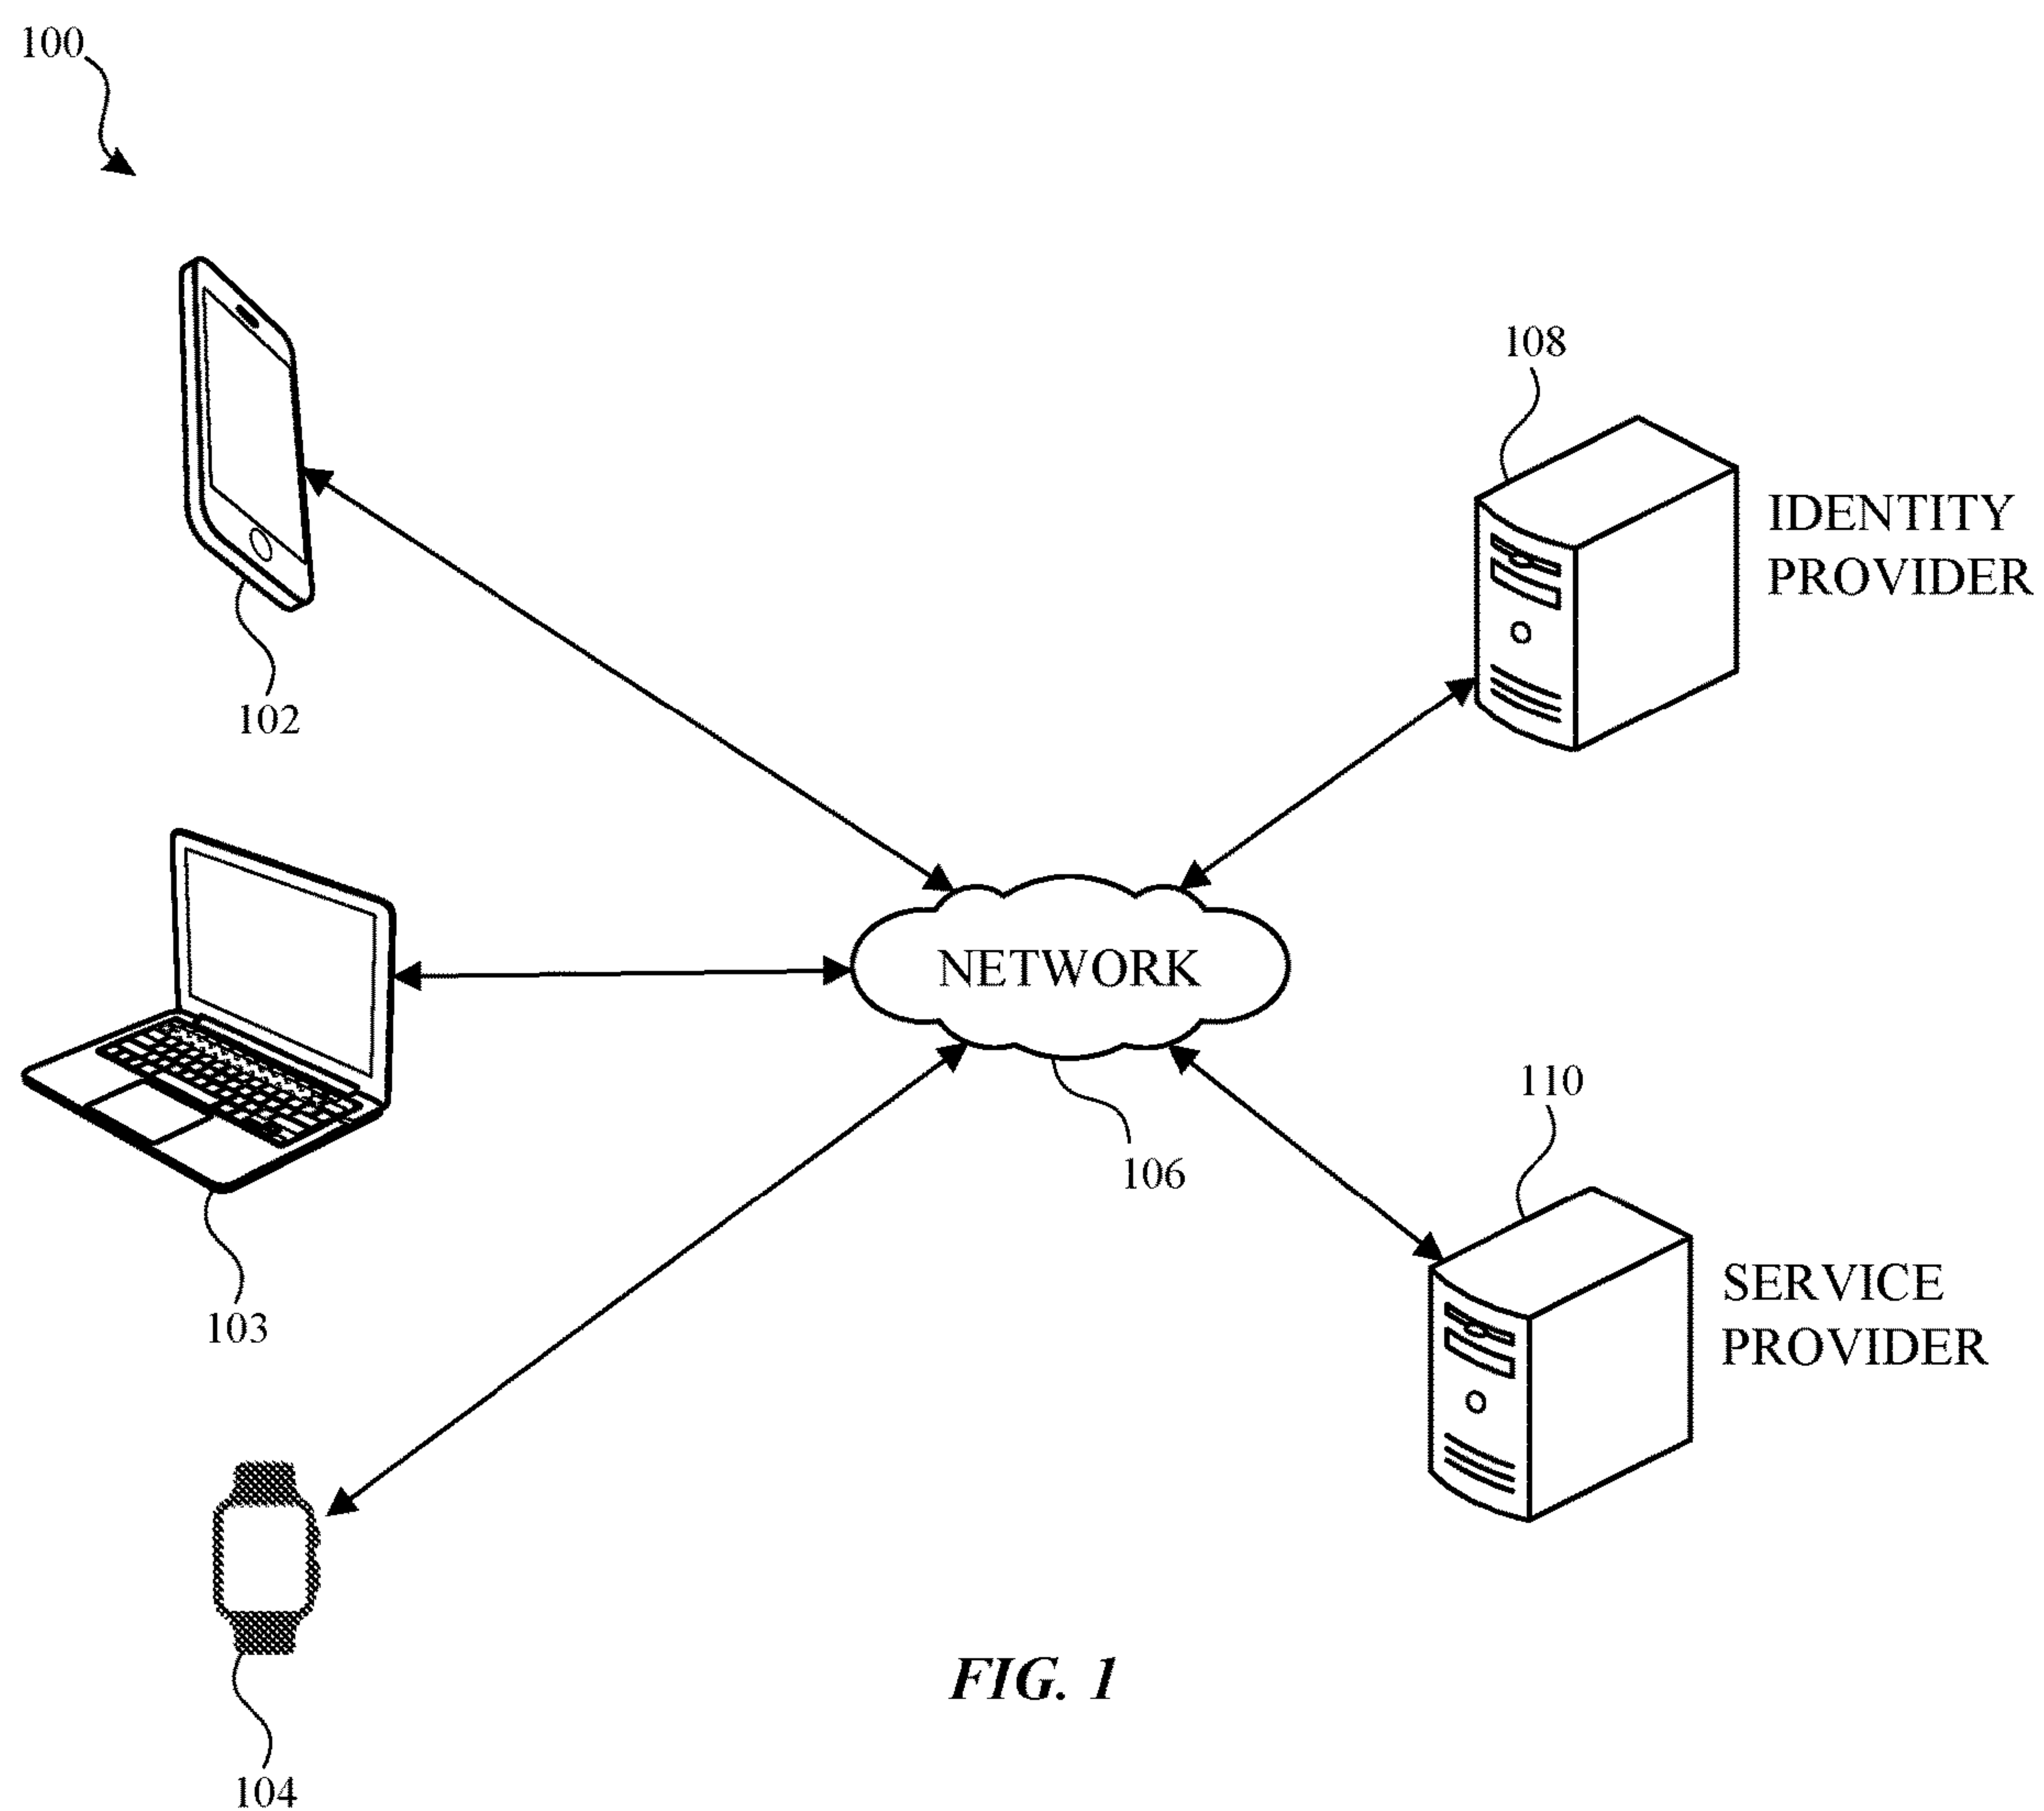 100
108
IDENTITY
PROVIDER
102
NETWORK
106
110
SERVICE
PROVIDER
103
104
FIG. 1